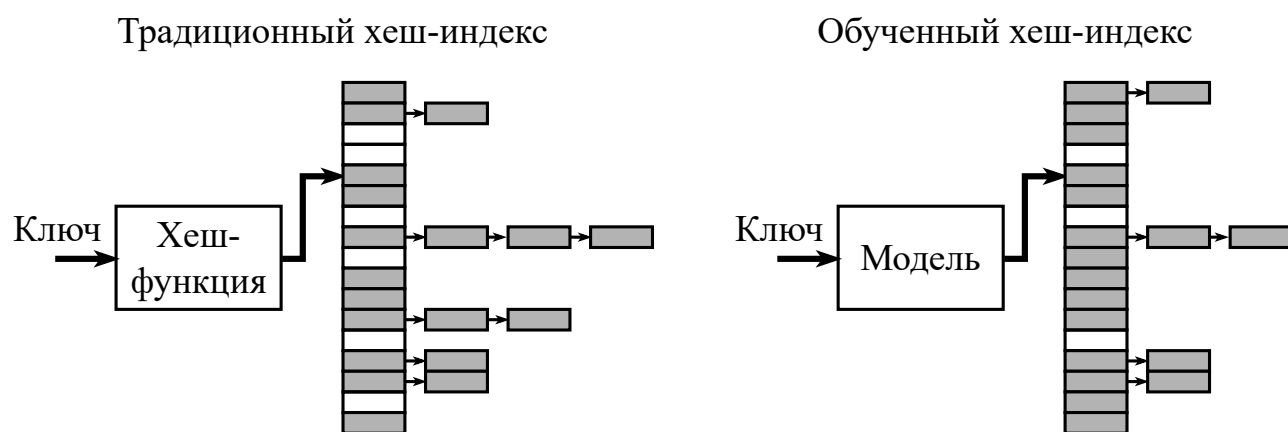 Традиционный хеш-индекс
Ключ
Хеш-
функция
Обученный хеш-индекс
Ключ
Модель